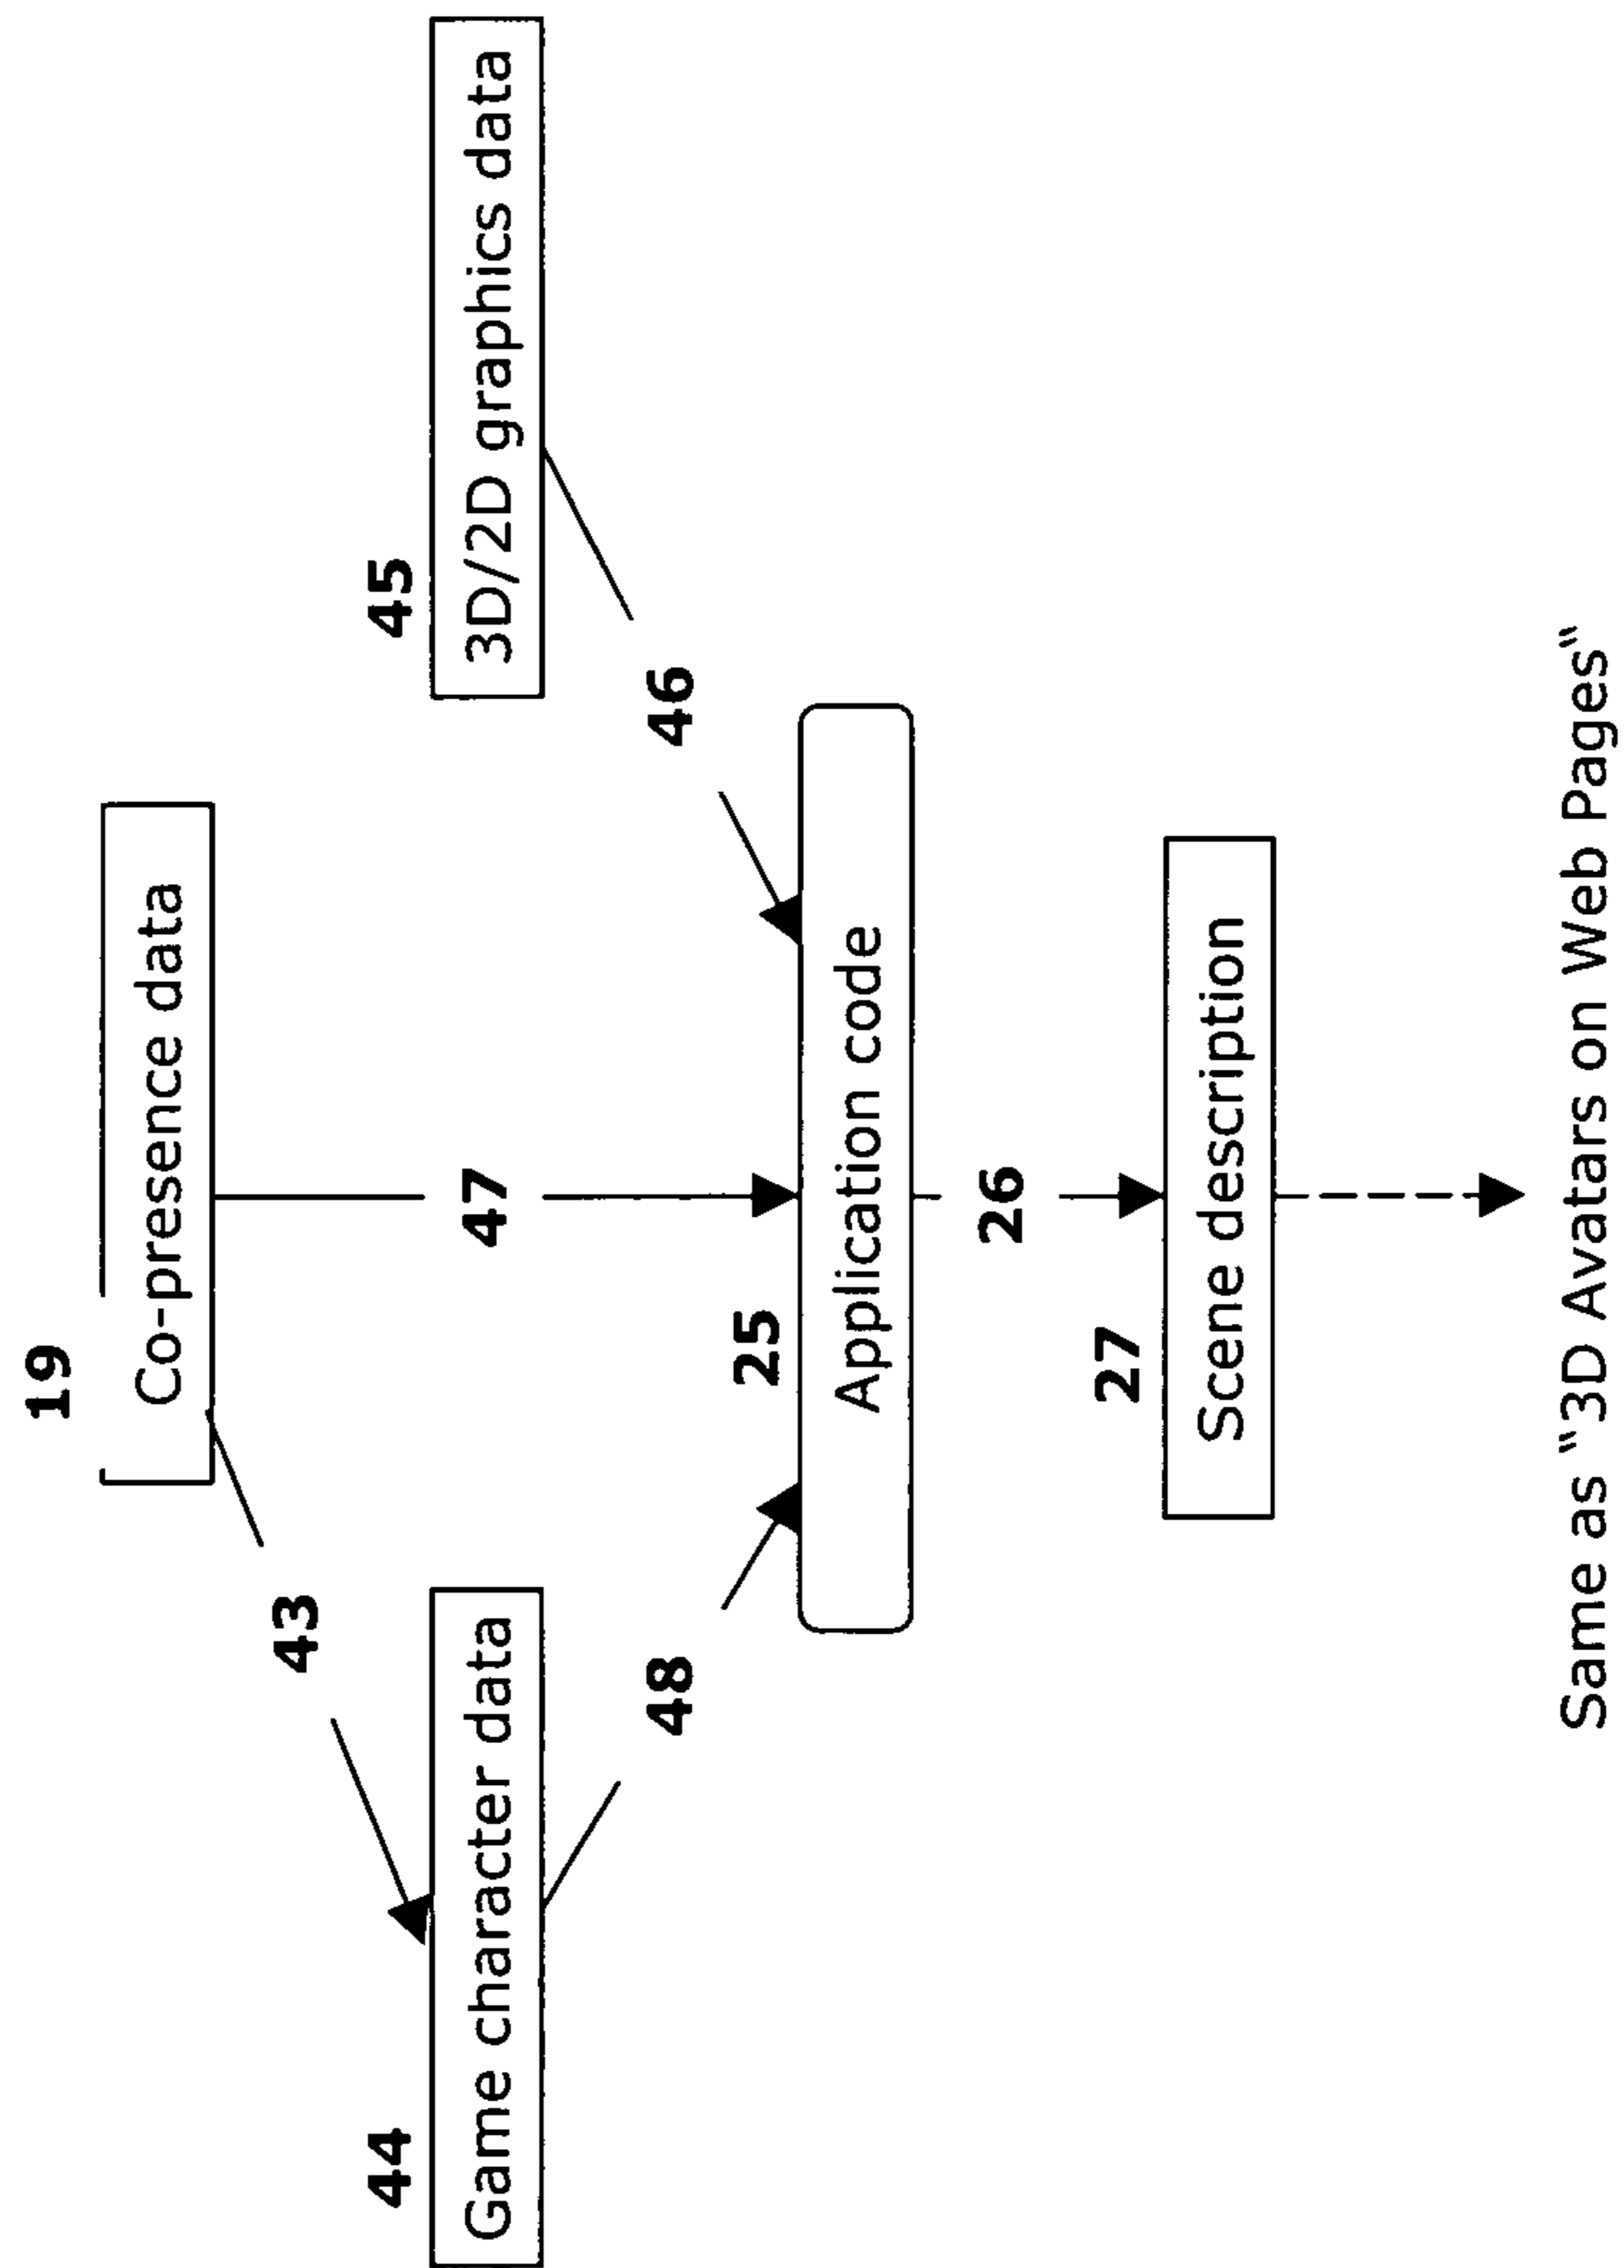 19
Co-presence data
43
47
44
Game character data
45
3D/2D graphics data
48
46
25
Application code
26
27
Scene description
Same as “3D Avatars on Web Pages“